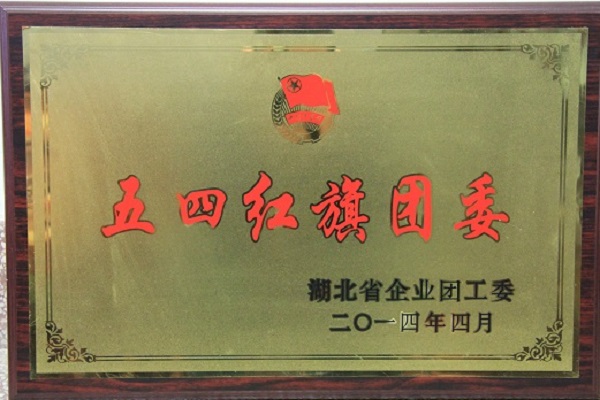 五四红旗团委
湖北省企业团工委
二〇一四年四月